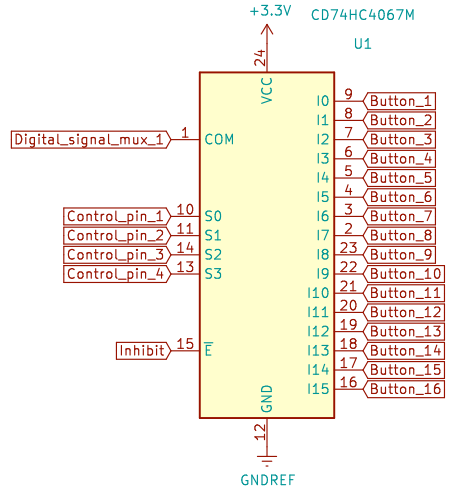 +3.3V
CD74HC4067M
U1
24
VCC
Digital_signal_mux_1 1 COM
Control_pin_1 10 S0
Control_pin_2 11 S1
Control_pin_3 14 S2
Control_pin_4 13 S3
Inhibit 15 E
I0 9 Button_1
I1 8 Button_2
I2 7 Button_3
I3 6 Button_4
I4 5 Button_5
I5 4 Button_6
I6 3 Button_7
I7 2 Button_8
I8 23 Button_9
I9 22 Button_10
I10 21 Button_11
I11 20 Button_12
I12 19 Button_13
I13 18 Button_14
I14 17 Button_15
I15 16 Button_16
GND
12
GNDREF